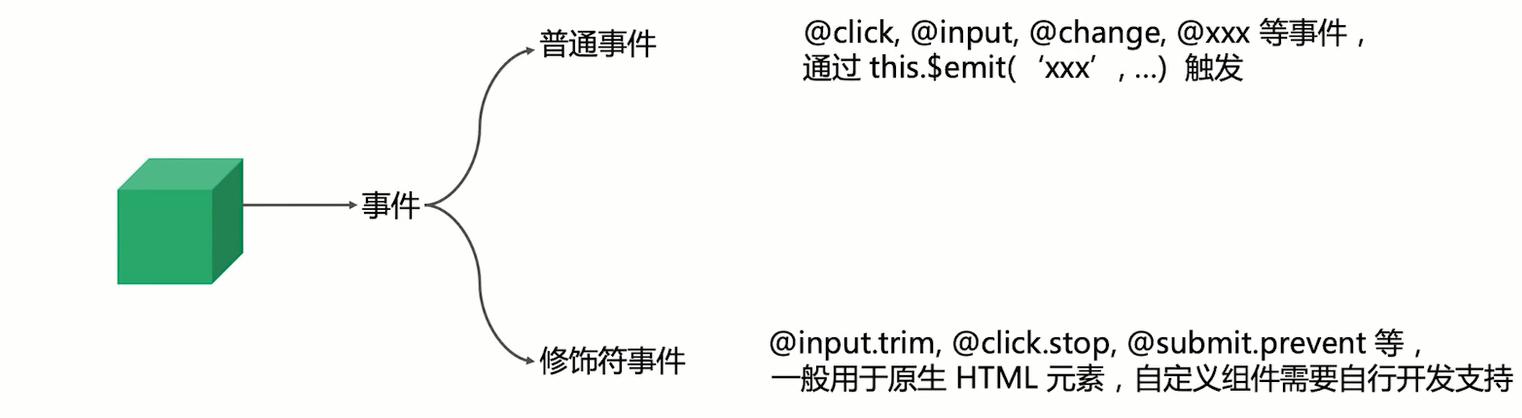 普通事件
@click, @input, @change, @xxx 等事件，
通过 this.$emit(‘xxx’, ...) 触发
事件
修饰符事件
@input.trim, @click.stop, @submit.prevent 等，
一般用于原生 HTML 元素，自定义组件需要自行开发支持